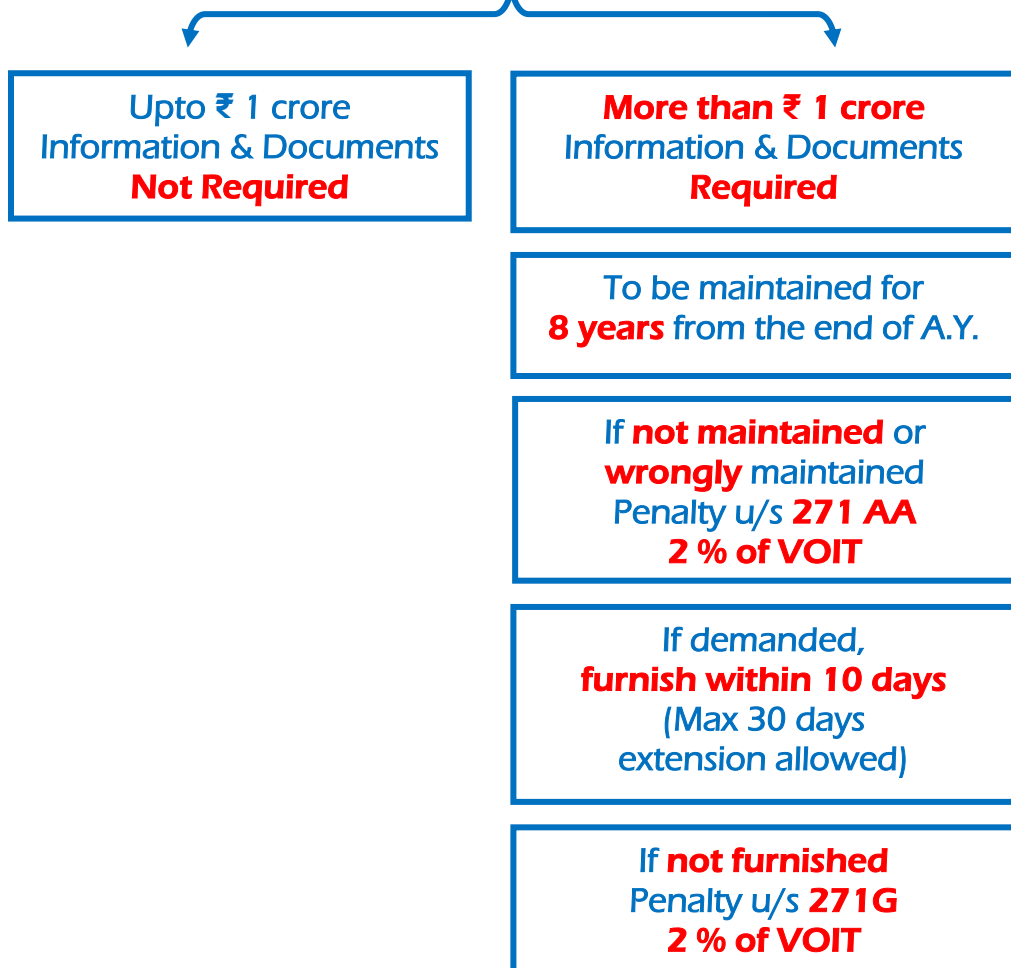 Upto ₹ 1 crore
Information & Documents
Not Required
More than ₹ 1 crore
Information & Documents
Required
To be maintained for
8 years from the end of A.Y.
If not maintained or
wrongly maintained
Penalty u/s 271 AA
2 % of VOIT
If demanded,
furnish within 10 days
(Max 30 days
extension allowed)
If not furnished
Penalty u/s 271G
2 % of VOIT